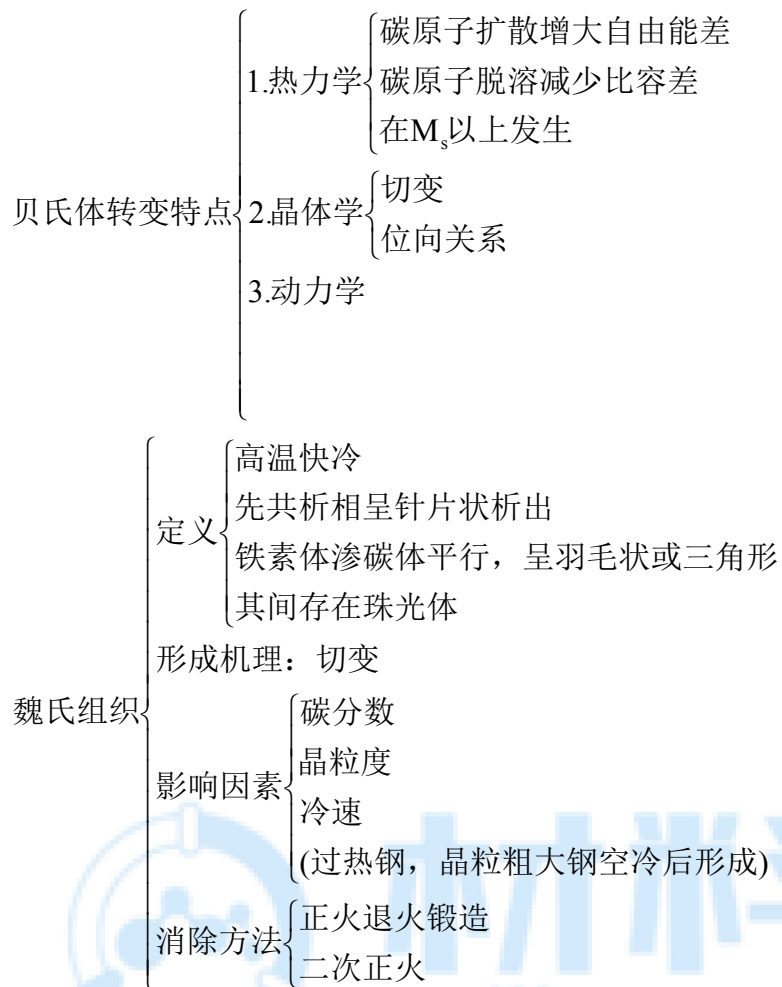 贝氏体转变特点
1.热力学
碳原子扩散增大自由能差
碳原子脱溶减少比容差
在Ms以上发生
2.晶体学
切变
位向关系
3.动力学
魏氏组织
定义
高温快冷
先共析相呈针片状析出
铁素体渗碳体平行，呈羽毛状或三角形
其间存在珠光体
形成机理：切变
影响因素
碳分数
晶粒度
冷速
(过热钢，晶粒粗大钢空冷后形成)
消除方法
正火退火锻造
二次正火